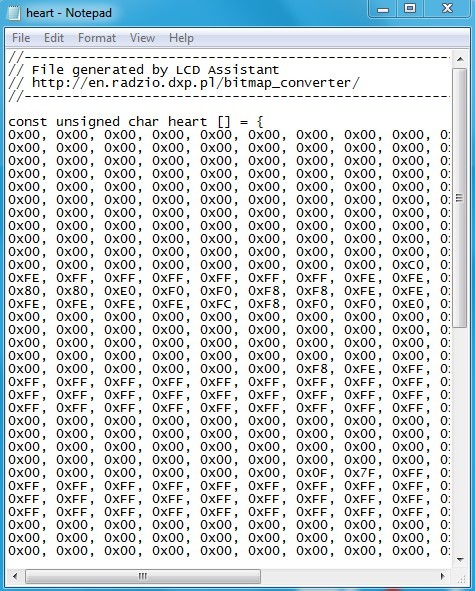 heart - Notepad
File Edit Format View Help
//------------------------------------------------------
// File generated by LCD Assistant
// http://en.radzio.dxp.pl/bitmap_converter/
//------------------------------------------------------
const unsigned char heart [] = {
0x00, 0x00, 0x00, 0x00, 0x00, 0x00, 0x00, 0x00, 0x00, 0
0x00, 0x00, 0x00, 0x00, 0x00, 0x00, 0x00, 0x00, 0x00, 0
0x00, 0x00, 0x00, 0x00, 0x00, 0x00, 0x00, 0x00, 0x00, 0
0x00, 0x00, 0x00, 0x00, 0x00, 0x00, 0x00, 0x00, 0x00, 0
0x00, 0x00, 0x00, 0x00, 0x00, 0x00, 0x00, 0x00, 0x00, 0
0x00, 0x00, 0x00, 0x00, 0x00, 0x00, 0x00, 0x00, 0x00, 0
0x00, 0x00, 0x00, 0x00, 0x00, 0x00, 0x00, 0x00, 0x00, 0
0x00, 0x00, 0x00, 0x00, 0x00, 0x00, 0x00, 0x00, 0x00, 0
0x00, 0x00, 0x00, 0x00, 0x00, 0x00, 0x00, 0x00, 0x00, 0
0x00, 0x00, 0x00, 0x00, 0x00, 0x00, 0x00, 0x00, 0x00, 0
0x00, 0x00, 0x00, 0x00, 0x00, 0x00, 0x00, 0x00, 0xC0, 0
0xFE, 0xFF, 0xFF, 0xFF, 0xFF, 0xFF, 0xFF, 0xFE, 0xFE, 0
0x80, 0x80, 0xE0, 0xF0, 0xF0, 0xF8, 0xF8, 0xFE, 0xFE, 0
0xFE, 0xFE, 0xFE, 0xFE, 0xFC, 0xF8, 0xF0, 0xF0, 0xE0, 0
0x00, 0x00, 0x00, 0x00, 0x00, 0x00, 0x00, 0x00, 0x00, 0
0x00, 0x00, 0x00, 0x00, 0x00, 0x00, 0x00, 0x00, 0x00, 0
0x00, 0x00, 0x00, 0x00, 0x00, 0x00, 0x00, 0x00, 0x00, 0
0x00, 0x00, 0x00, 0x00, 0x00, 0x00, 0x00, 0x00, 0x00, 0
0x00, 0x00, 0x00, 0x00, 0x00, 0x00, 0xF8, 0xFE, 0xFF, 0
0xFF, 0xFF, 0xFF, 0xFF, 0xFF, 0xFF, 0xFF, 0xFF, 0xFF, 0
0xFF, 0xFF, 0xFF, 0xFF, 0xFF, 0xFF, 0xFF, 0xFF, 0xFF, 0
0xFF, 0xFF, 0xFF, 0xFF, 0xFF, 0xFF, 0xFF, 0xFF, 0xFF, 0
0x00, 0x00, 0x00, 0x00, 0x00, 0x00, 0x00, 0x00, 0x00, 0
0x00, 0x00, 0x00, 0x00, 0x00, 0x00, 0x00, 0x00, 0x00, 0
0x00, 0x00, 0x00, 0x00, 0x00, 0x00, 0x00, 0x00, 0x00, 0
0x00, 0x00, 0x00, 0x00, 0x00, 0x00, 0x00, 0x00, 0x00, 0
0x00, 0x00, 0x00, 0x00, 0x00, 0x00, 0x0F, 0x7F, 0xFF, 0
0xFF, 0xFF, 0xFF, 0xFF, 0xFF, 0xFF, 0xFF, 0xFF, 0xFF, 0
0xFF, 0xFF, 0xFF, 0xFF, 0xFF, 0xFF, 0xFF, 0xFF, 0xFF, 0
0xFF, 0xFF, 0xFF, 0xFF, 0xFF, 0xFF, 0xFF, 0xFF, 0xFF, 0
0x00, 0x00, 0x00, 0x00, 0x00, 0x00, 0x00, 0x00, 0x00, 0
0x00, 0x00, 0x00, 0x00, 0x00, 0x00, 0x00, 0x00, 0x00, 0
0x00, 0x00, 0x00, 0x00, 0x00, 0x00, 0x00, 0x00, 0x00, 0